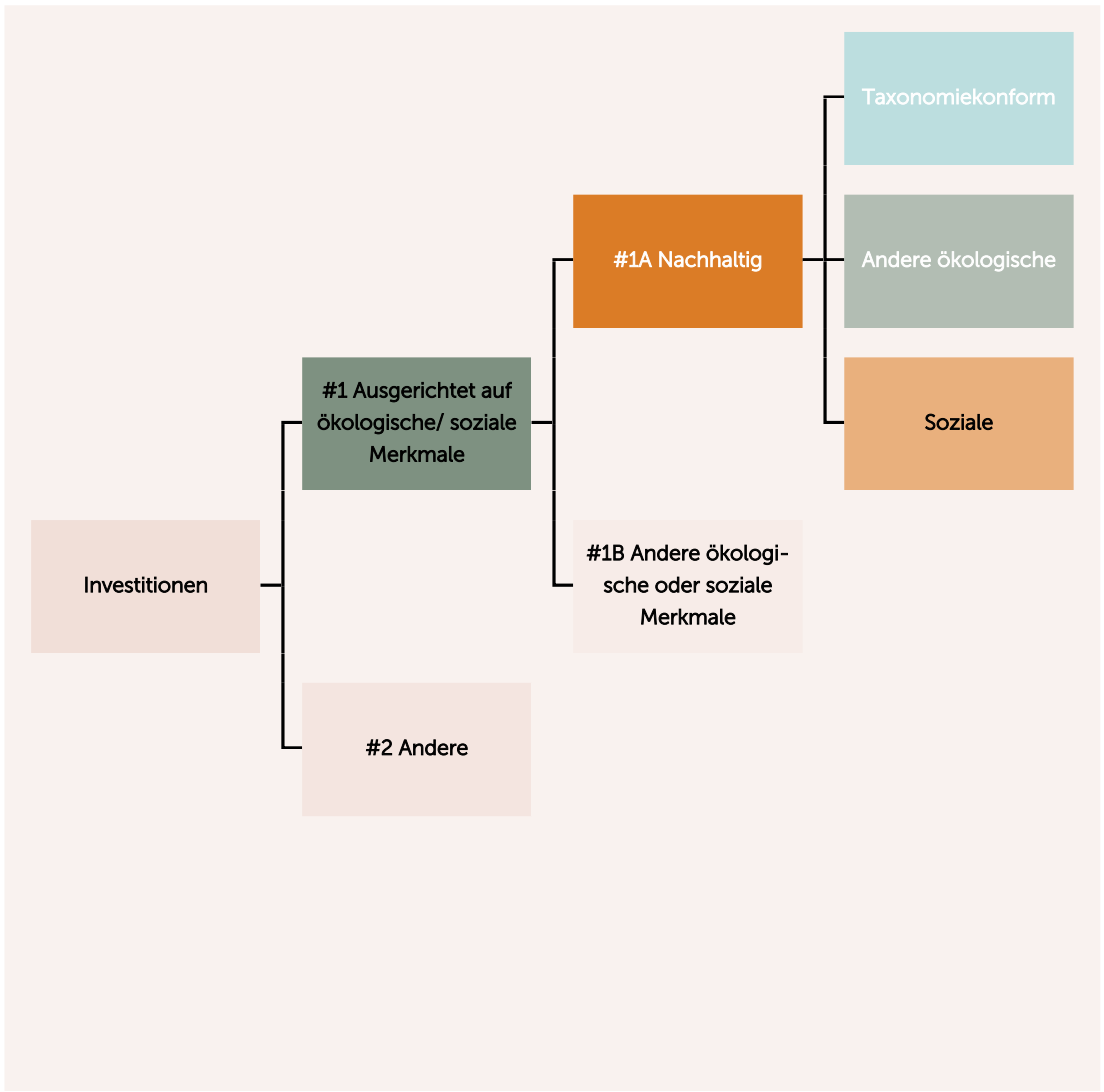 Taxonomiekonform
#1A Nachhaltig
Andere ökologische
#1 Ausgerichtet auf
ökologische/ soziale
Merkmale
Soziale
Investitionen
#1B Andere ökologi-
sche oder soziale
Merkmale
#2 Andere